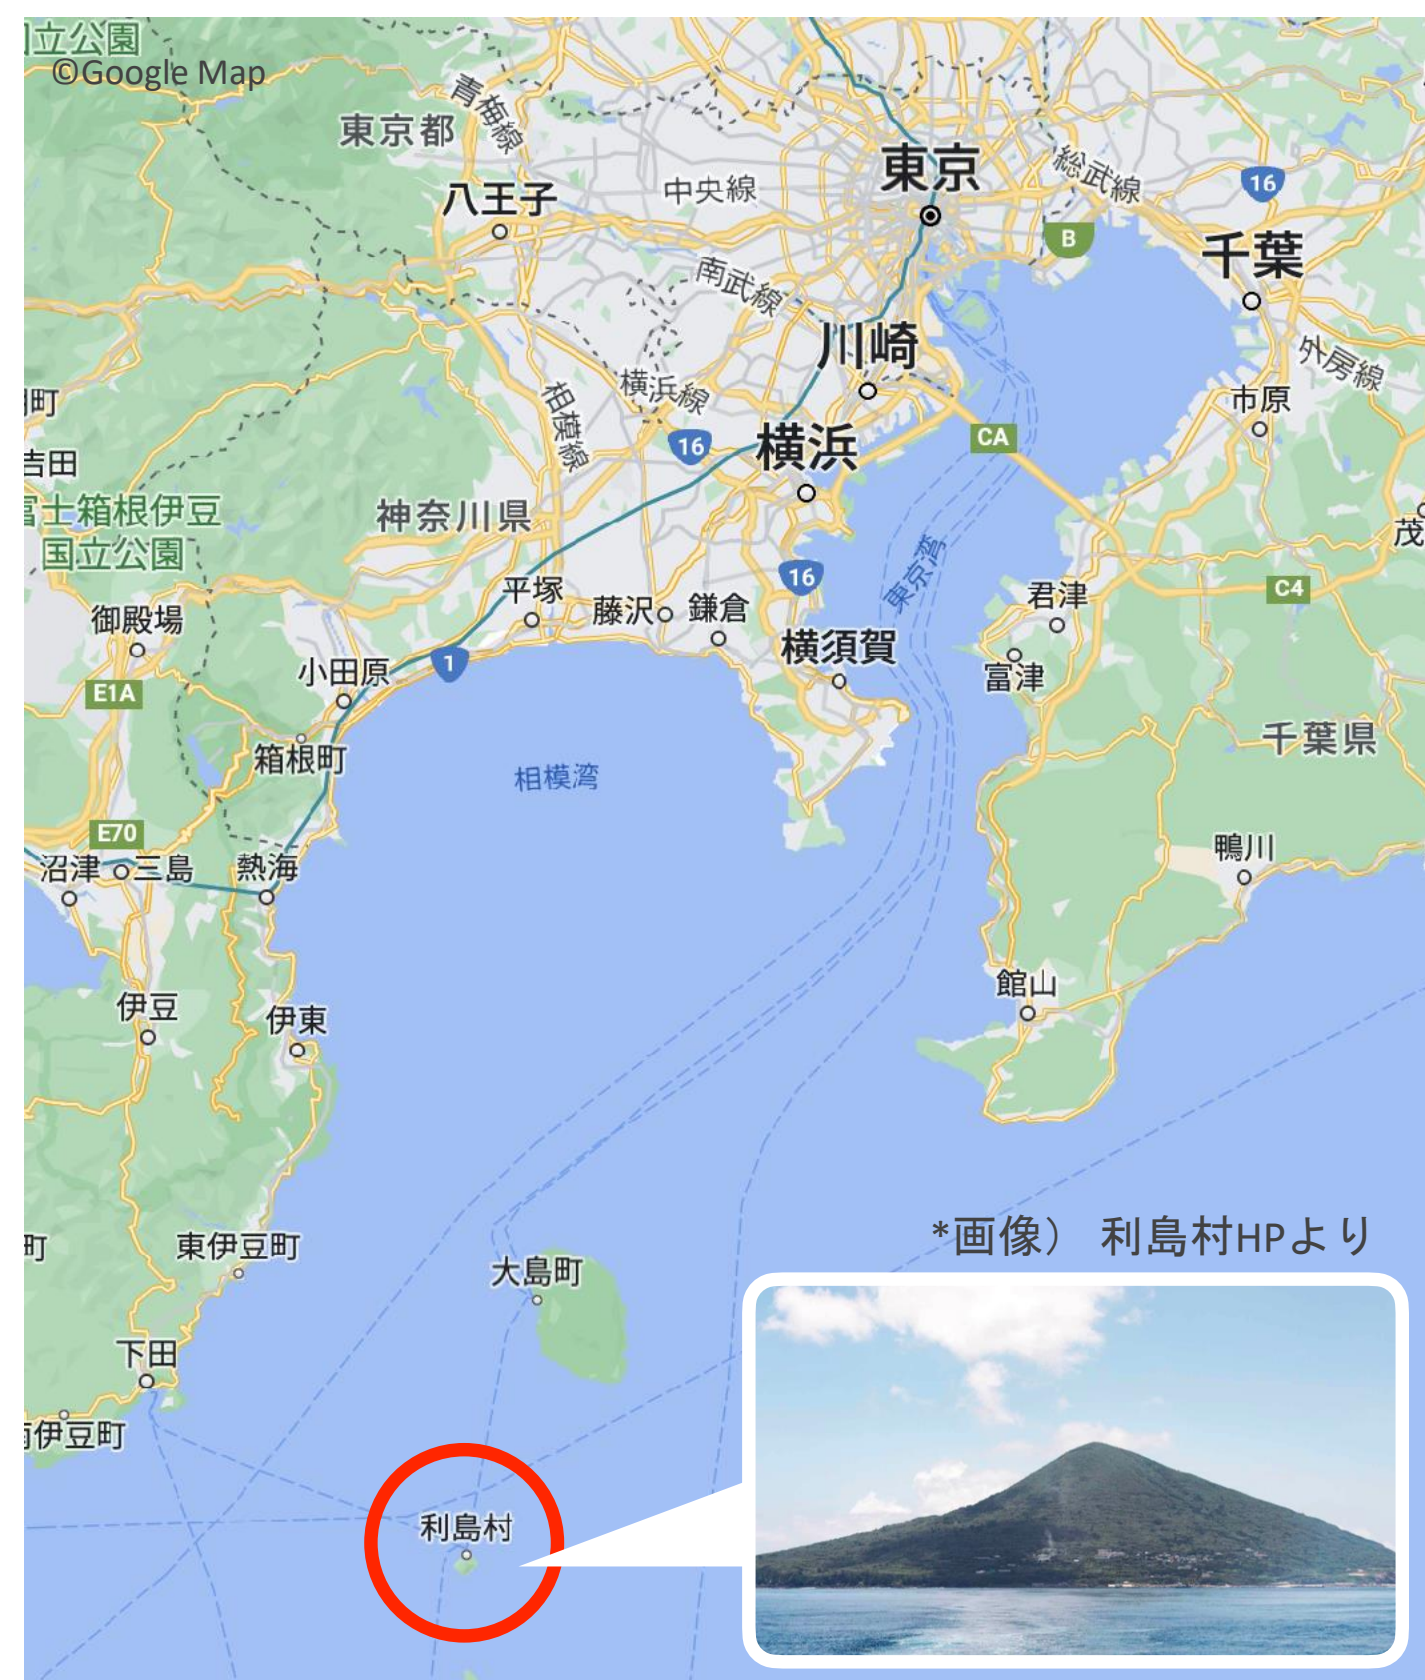 国立公園
©Google Map
青梅線
東京都
東京
総武線
中央線
八王子
16
B
千葉
南武線
川崎
外房線
横浜線
相模線
市原
町
16
横浜
CA
吉田
富士箱根伊豆
国立公園
神奈川県
茂
東京湾
16
平塚
藤沢
鎌倉
君津
C4
御殿場
横須賀
小田原
1
富津
E1A
千葉県
箱根町
相模湾
E70
鴨川
沼津
三島
熱海
館山
伊豆
伊東
*画像） 利島村HPより
町
東伊豆町
大島町
下田
南伊豆町
利島村